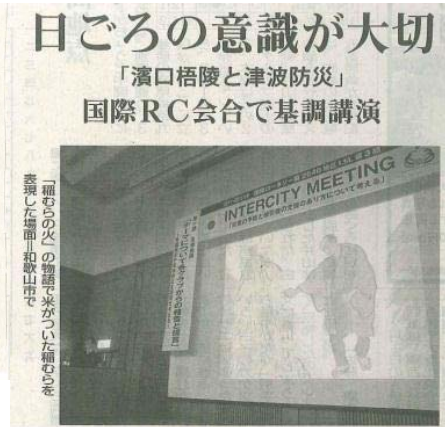 日ごろの意識が大切
「濱口梧陵と津波防災」
国際RC会合で基調講演
INTERCITY MEETING
「稲むらの火」の物語で米がついた稲むらを
表現した場面＝和歌山市で